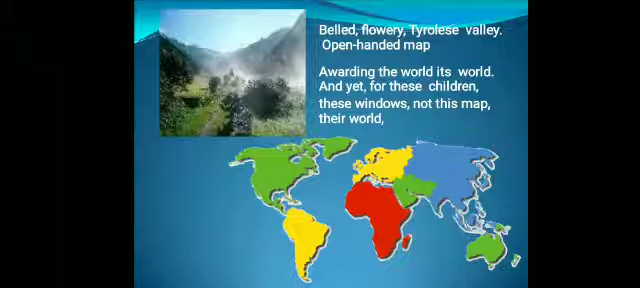 Belled, flowery, Tyrolese valley.
Open-handed map
Awarding the world its world.
And yet, for these children,
these windows, not this map,
their world,